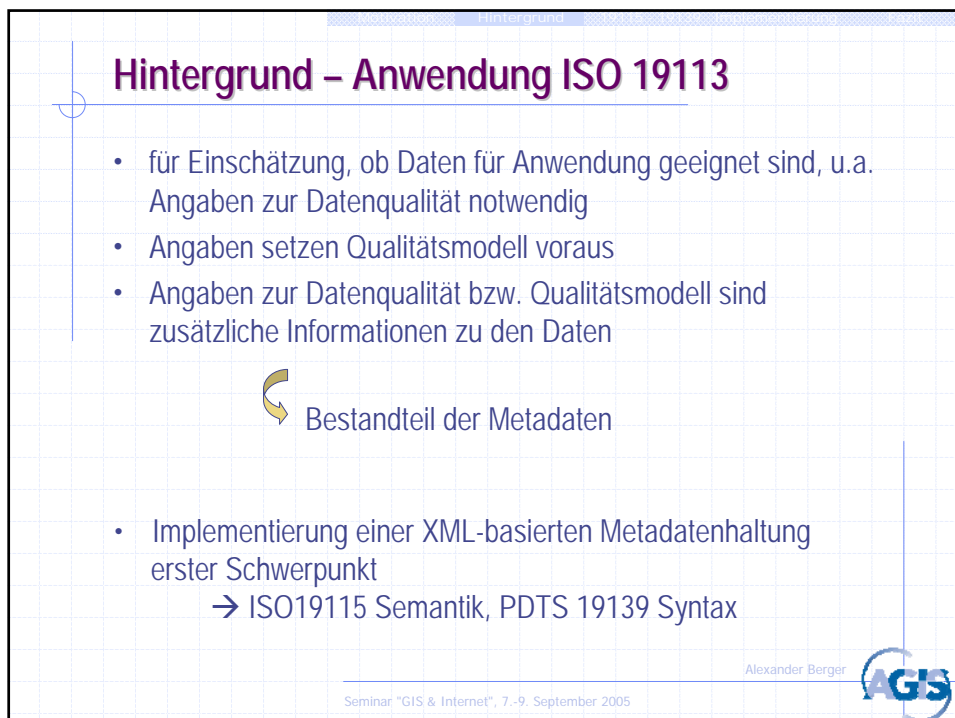 Motivation Hintergrund 19115 19139 Implementierung Fazit
Hintergrund – Anwendung ISO 19113
• für Einschätzung, ob Daten für Anwendung geeignet sind, u.a.
Angaben zur Datenqualität notwendig
• Angaben setzen Qualitätsmodell voraus
• Angaben zur Datenqualität bzw. Qualitätsmodell sind
zusätzliche Informationen zu den Daten
Bestandteil der Metadaten
• Implementierung einer XML-basierten Metadatenhaltung
erster Schwerpunkt
→ ISO19115 Semantik, PDTS 19139 Syntax
Alexander Berger
AGIS
Seminar "GIS & Internet", 7.-9. September 2005